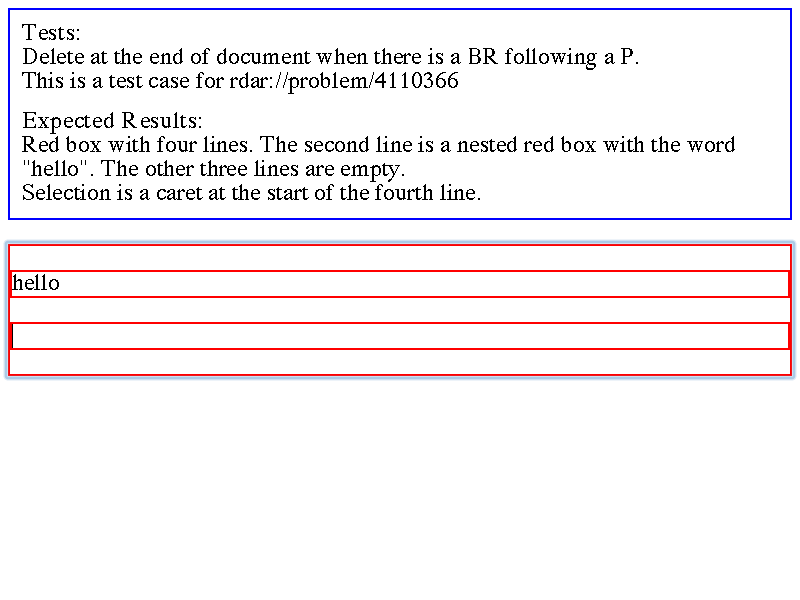 Tests:
Delete at the end of document when there is a BR following a P.
This is a test case for rdar://problem/4110366
Expected Results:
Red box with four lines. The second line is a nested red box with the word
"hello". The other three lines are empty.
Selection is a caret at the start of the fourth line.
hello